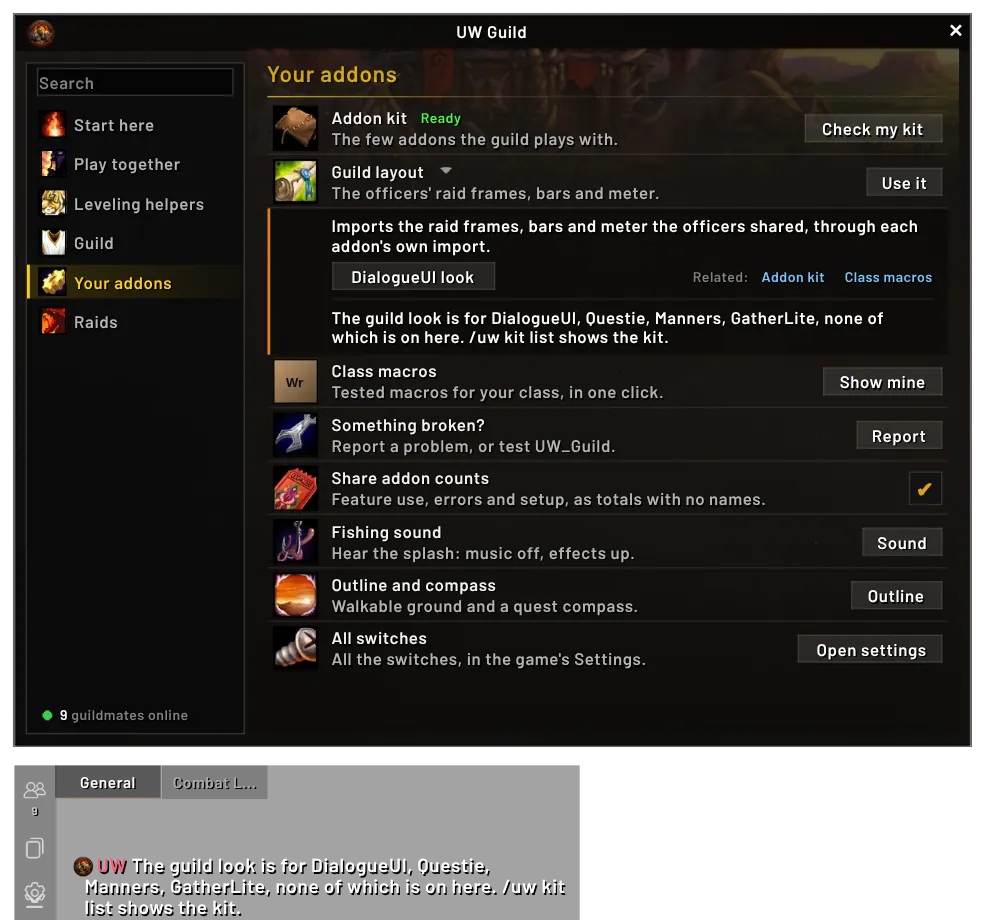 UW Guild
Search
Start here
Play together
Leveling helpers
Guild
Your addons
Raids
9 guildmates online
Your addons
Addon kit Ready
The few addons the guild plays with.
Check my kit
Guild layout
The officers' raid frames, bars and meter.
Use it
Imports the raid frames, bars and meter the officers shared, through each
addon's own import.
DialogueUI look
Related: Addon kit Class macros
The guild look is for DialogueUI, Questie, Manners, GatherLite, none of
which is on here. /uw kit list shows the kit.
Wr
Class macros
Tested macros for your class, in one click.
Show mine
Something broken?
Report a problem, or test UW_Guild.
Report
Share addon counts
Feature use, errors and setup, as totals with no names.
Fishing sound
Hear the splash: music off, effects up.
Sound
Outline and compass
Walkable ground and a quest compass.
Outline
All switches
All the switches, in the game's Settings.
Open settings
9
General
Combat L...
UW The guild look is for DialogueUI, Questie,
Manners, GatherLite, none of which is on here. /uw kit
list shows the kit.